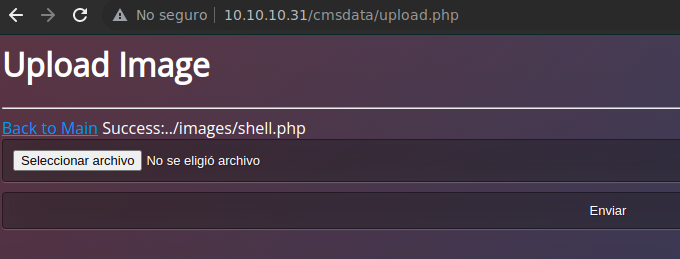 No seguro 10.10.10.31/cmsdata/upload.php
Upload Image
Back to Main Success:../images/shell.php
Seleccionar archivo No se eligió archivo
Enviar